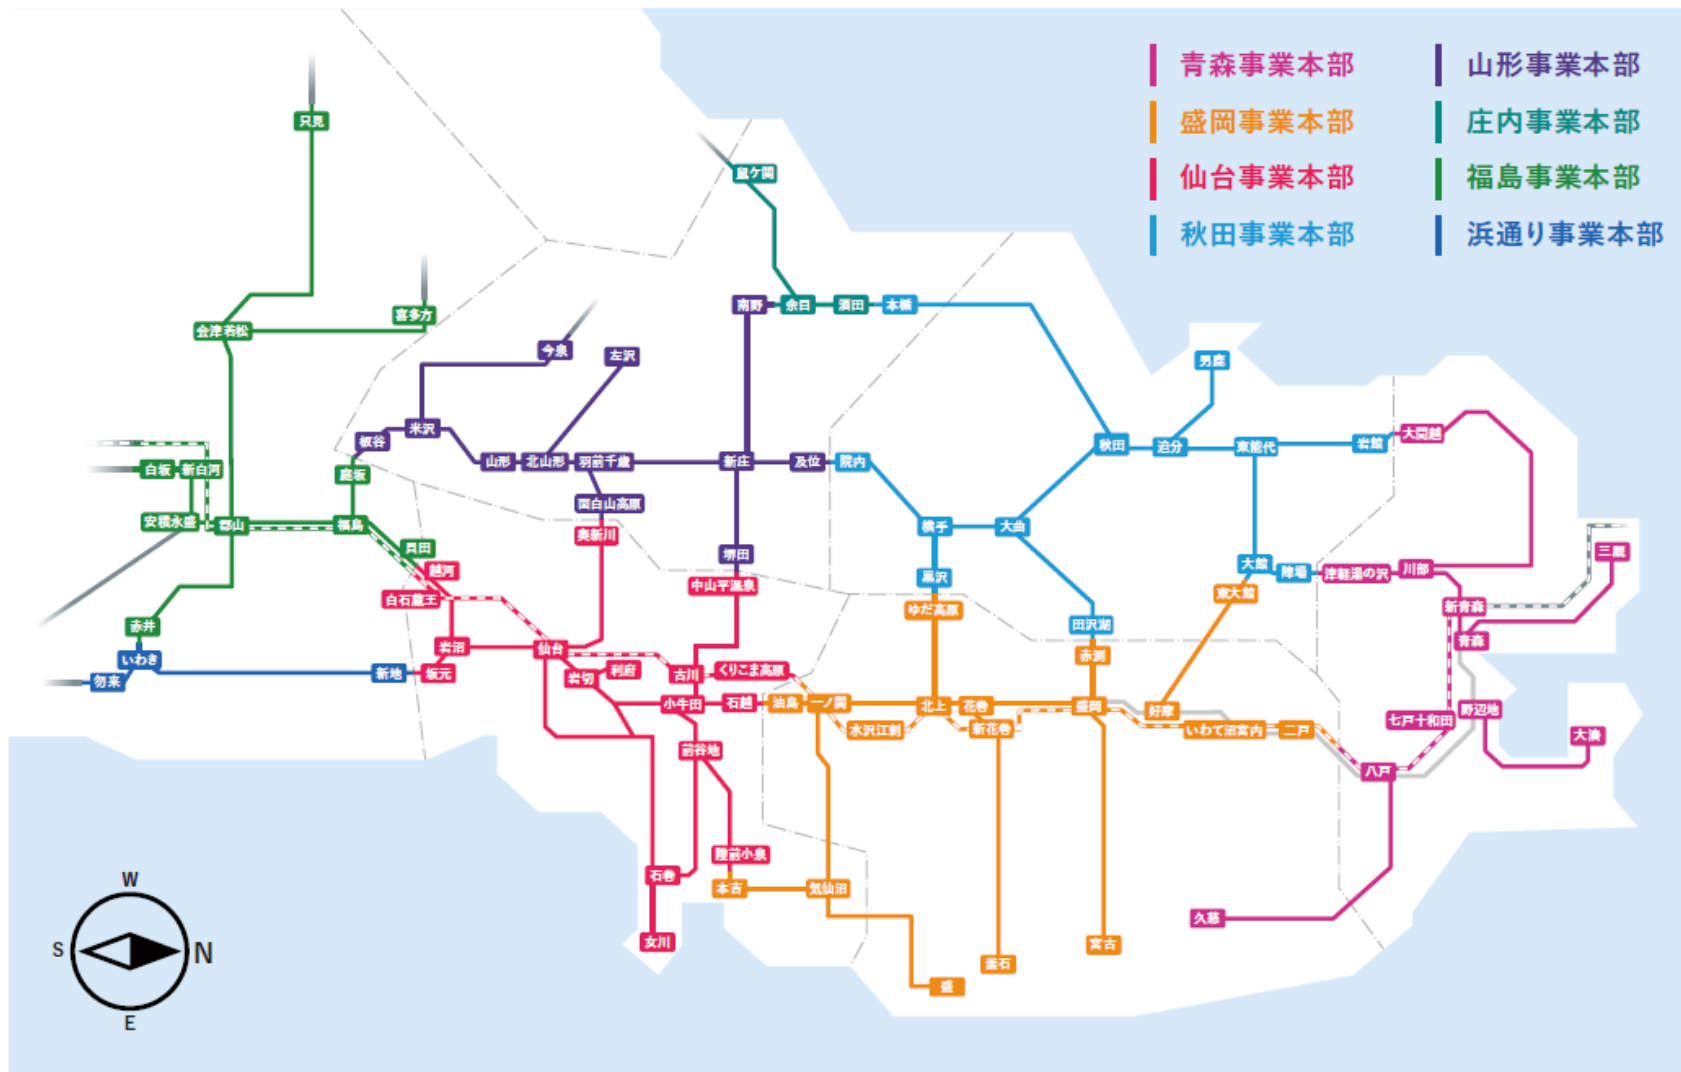 青森事業本部
山形事業本部
盛岡事業本部
庄内事業本部
仙台事業本部
福島事業本部
秋田事業本部
浜通り事業本部
只見
鼠ケ関
会津若松
喜多方
南野
余目
酒田
本楯
今泉
左沢
男鹿
板谷
米沢
山形
北山形
羽前千歳
新庄
及位
院内
秋田
追分
東能代
岩館
大間越
白坂
新白河
庭坂
面白山高原
安積永盛
郡山
福島
奥新川
横手
大曲
貝田
越河
堺田
中山平温泉
黒沢
大館
陣場
津軽湯の沢
川部
三厩
白石蔵王
ゆだ高原
東大館
新青森
赤井
岩沼
仙台
田沢湖
青森
いわき
勿来
新地
坂元
岩切
利府
古川
くりこま高原
赤渕
小牛田
石越
油島
一ノ関
北上
花巻
盛岡
好摩
七戸十和田
野辺地
水沢江刺
新花巻
いわて沼宮内
二戸
大湊
前谷地
八戸
陸前小泉
石巻
本吉
気仙沼
久慈
女川
釜石
宮古
盛
W
S
N
E